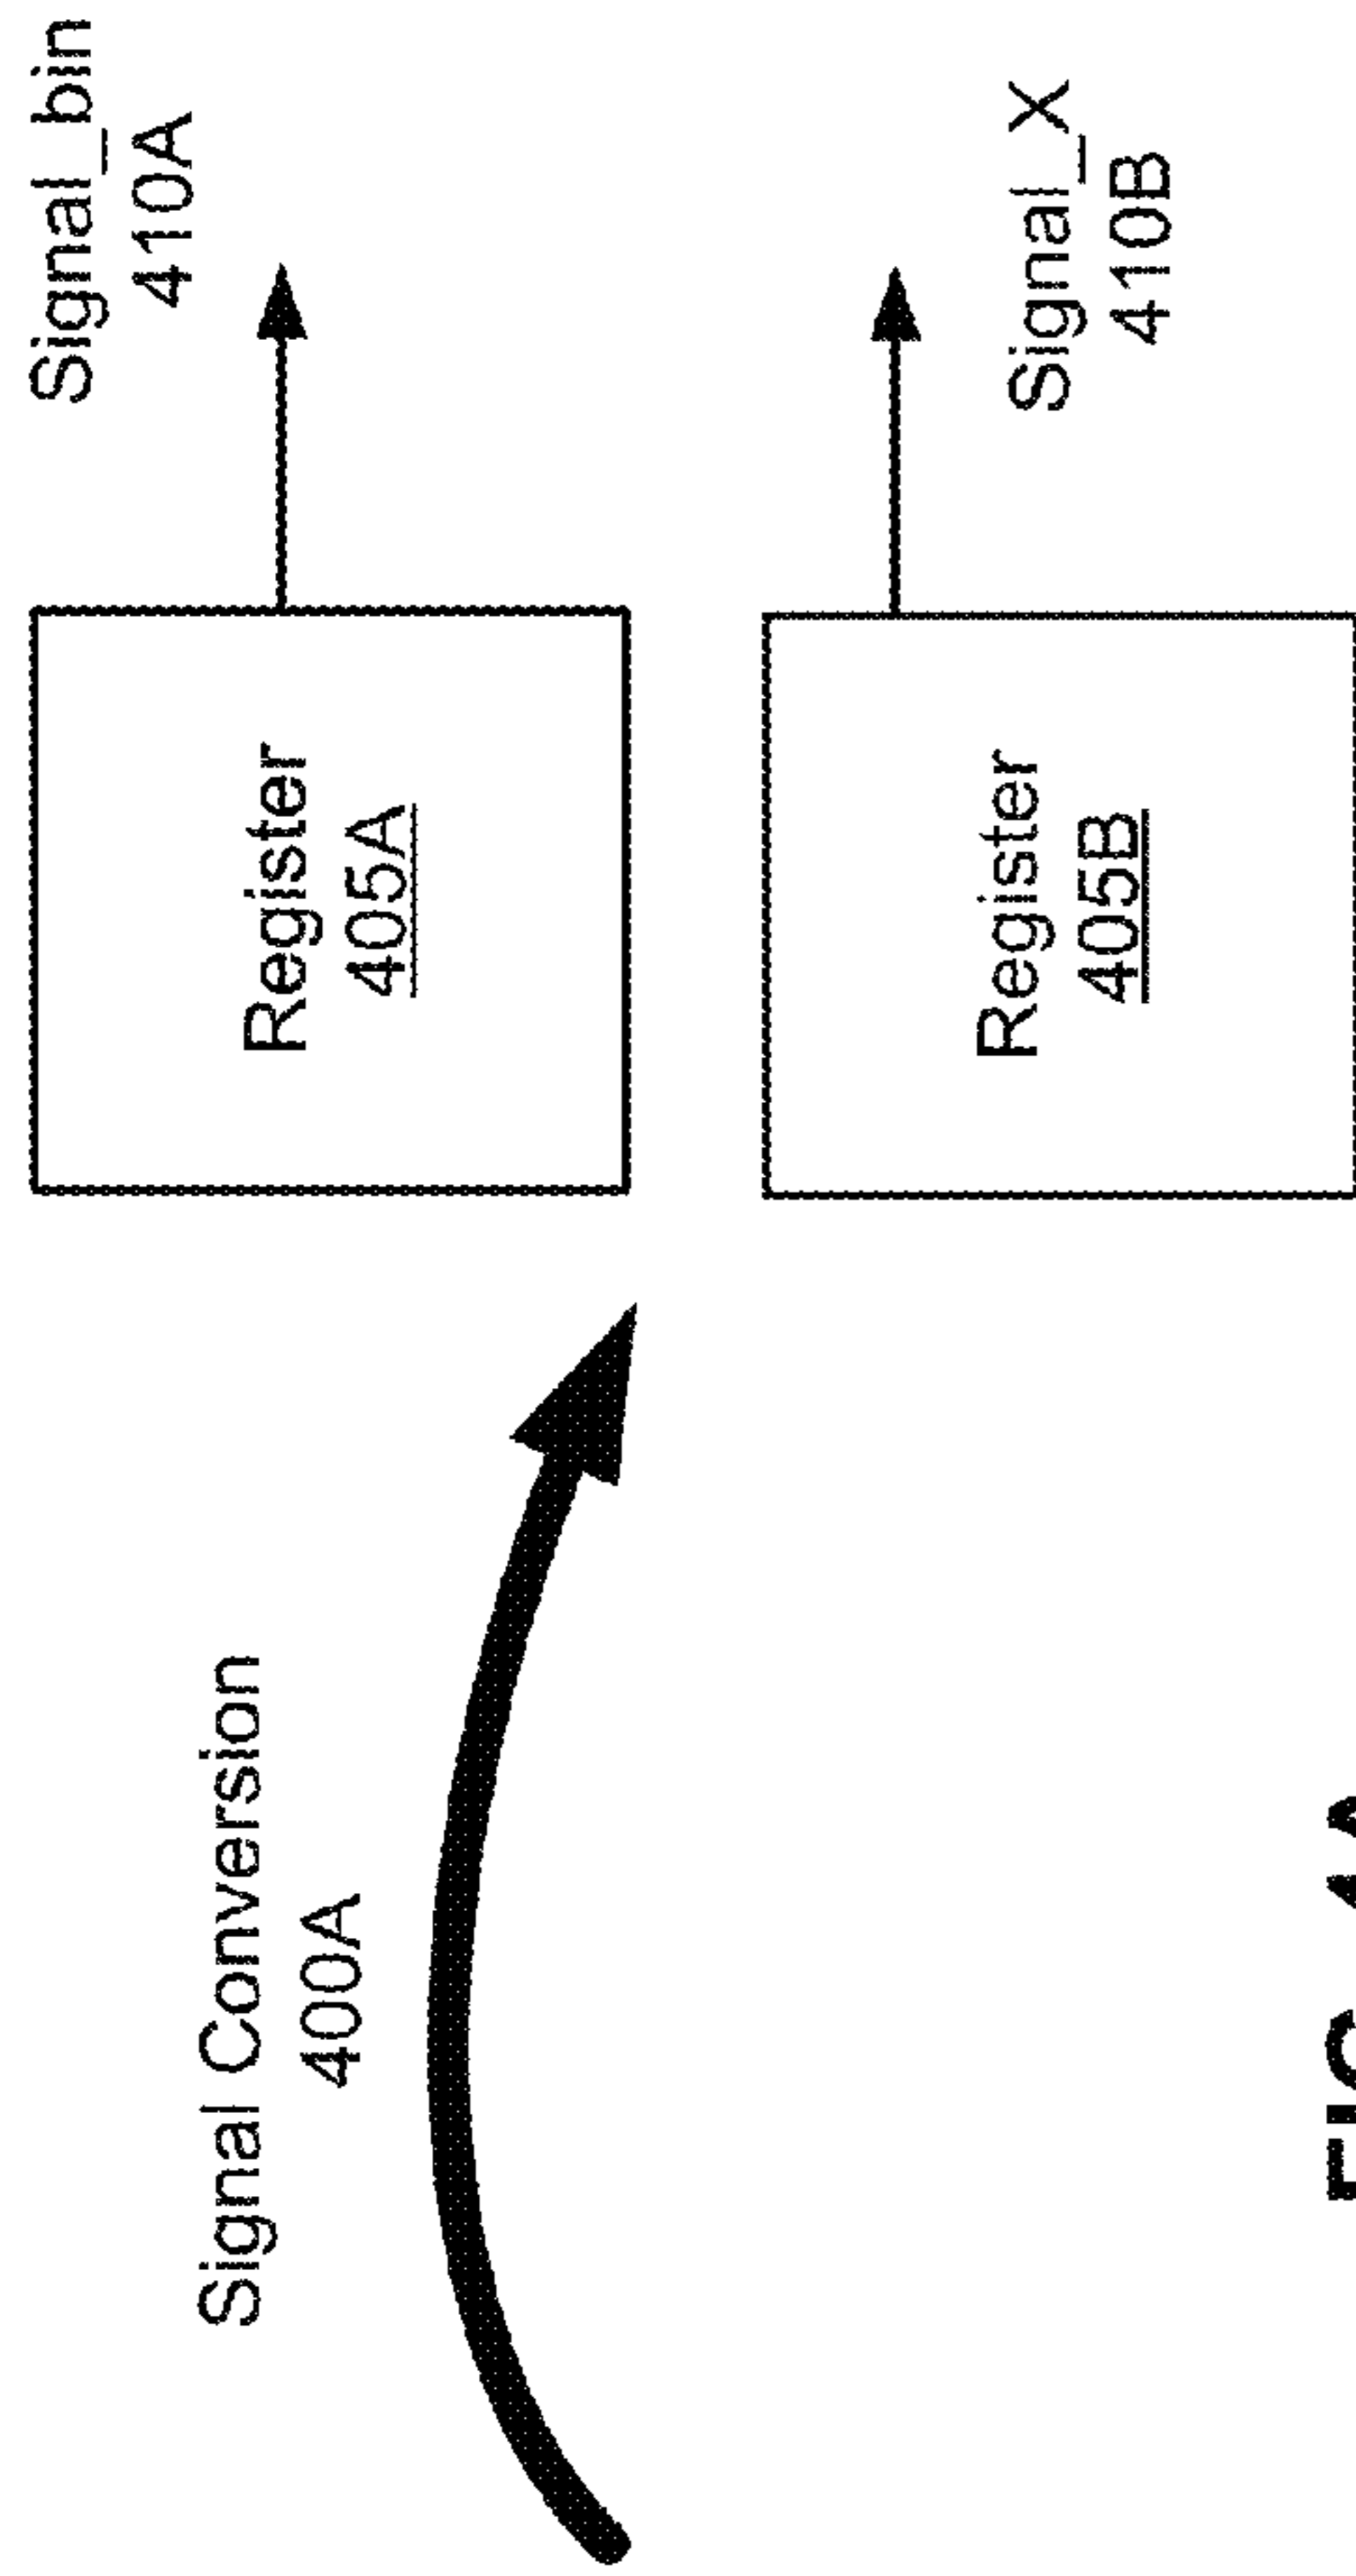 Signal Conversion
400A
Register
405A
Signal_bin
410A
Register
405B
Signal_X
410B